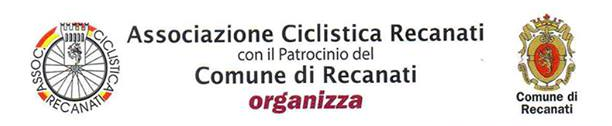 ASSOC. CICLISTICA
RECANATI
Associazione Ciclistica Recanati
con il Patrocinio del
Comune di Recanati
organizza
Comune di
Recanati